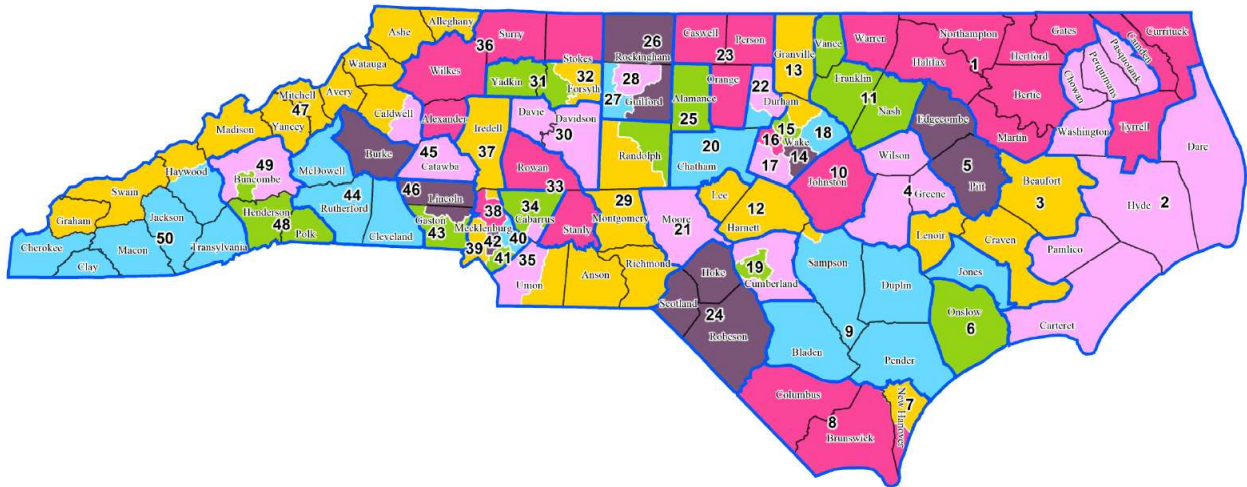 Alleghany
Ashe
Surry
36
Stokes
26
Rockingham
Caswell
Person
23
Granville
13
Vance
Warren
Northampton
Gates
Currituck
Camden
Pasquotank
Perquimans
Chowan
Hertford
Halifax
1
Bertie
Watauga
Wilkes
Yadkin
31
32
Forsyth
28
27
Guilford
Alamance
25
Orange
22
Durham
Franklin
11
Nash
Edgecombe
Martin
Washington
Tyrrell
Dare
Mitchell
47
Avery
Yancey
Caldwell
Alexander
Iredell
37
Davie
Davidson
30
Randolph
20
Chatham
15
16
Wake
14
17
18
Wilson
5
Pitt
Beaufort
3
Hyde
2
Madison
Haywood
49
Buncombe
McDowell
Burke
45
Catawba
Rowan
33
10
Johnston
4
Greene
Swain
Graham
Jackson
44
Rutherford
46
Lincoln
Cleveland
Gaston
43
38
Mecklenburg
34
Cabarrus
Stanly
29
Montgomery
Moore
21
Lee
12
Harnett
Lenoir
Craven
Pamlico
Cherokee
Macon
50
Clay
Transylvania
Henderson
48
Polk
39
42
40
41
35
Union
Anson
Richmond
Hoke
19
Cumberland
Sampson
Duplin
Jones
Onslow
6
Carteret
Scotland
24
Robeson
Bladen
9
Pender
Columbus
8
Brunswick
7
New Hanover